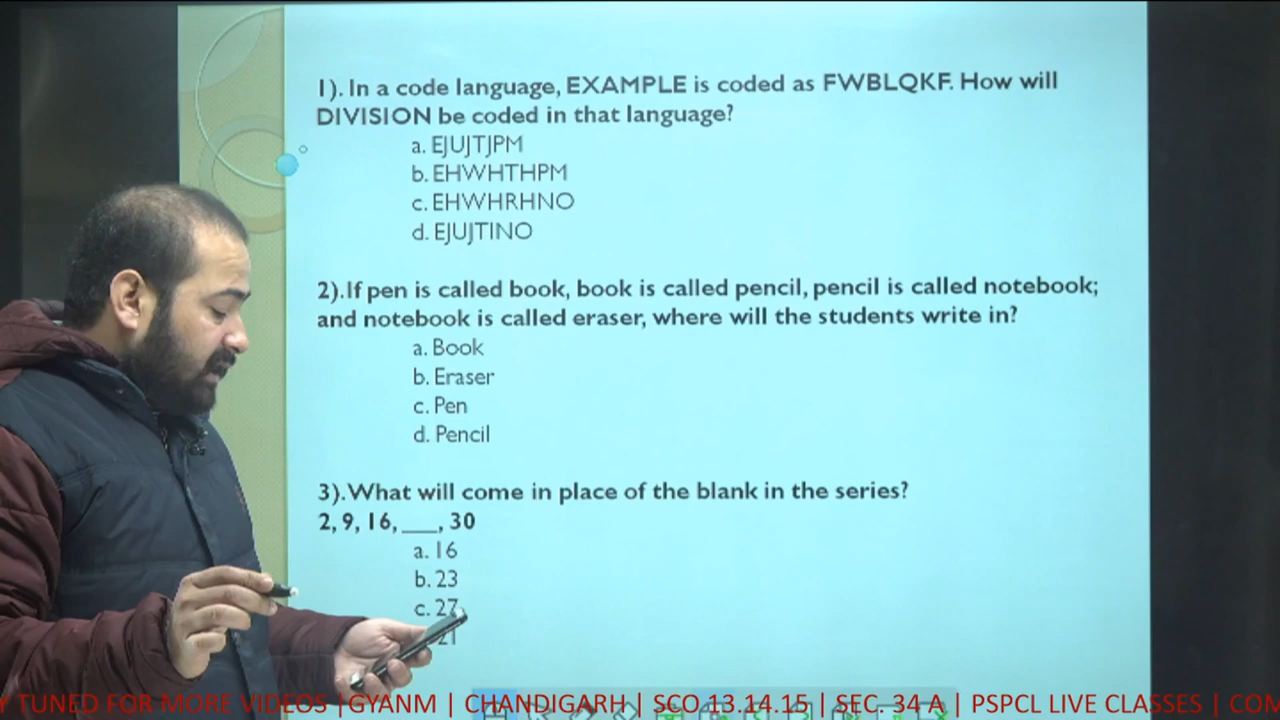 1). In a code language, EXAMPLE is coded as FWBLQKF. How will
DIVISION be coded in that language?
a. EJUJTJPM
b. EHWHTHPM
c. EHWHRHNO
d. EJUJTINO
2).If pen is called book, book is called pencil, pencil is called notebook;
and notebook is called eraser, where will the students write in?
a. Book
b. Eraser
c. Pen
d. Pencil
3).What will come in place of the blank in the series?
2, 9, 16, ___, 30
a. 16
b. 23
c. 27
21
Y TUNED FOR MORE VIDEOS |GYANM | CHANDIGARH | SCO 13.14.15 | SEC. 34-A | PSPCL LIVE CLASSES | COM